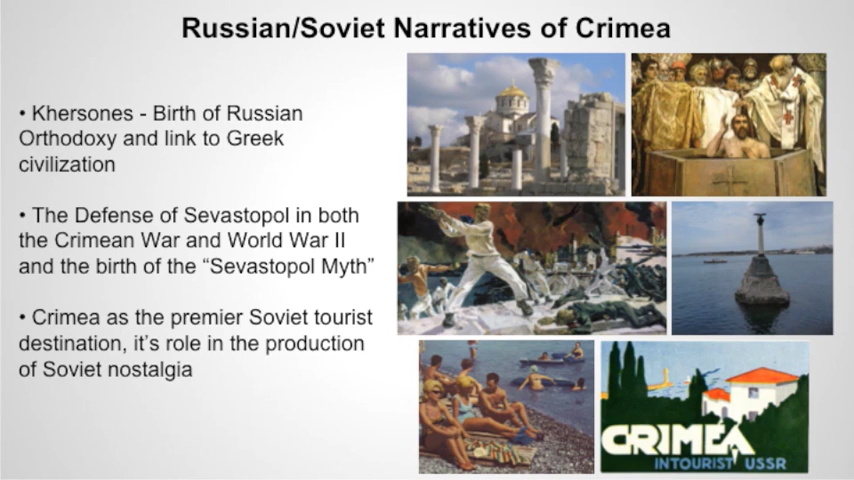 Russian/Soviet Narratives of Crimea
• Khersones - Birth of Russian
Orthodoxy and link to Greek
civilization
• The Defense of Sevastopol in both
the Crimean War and World War II
and the birth of the “Sevastopol Myth”
• Crimea as the premier Soviet tourist
destination, it’s role in the production
of Soviet nostalgia
CRIMEA
INTOURIST USSR